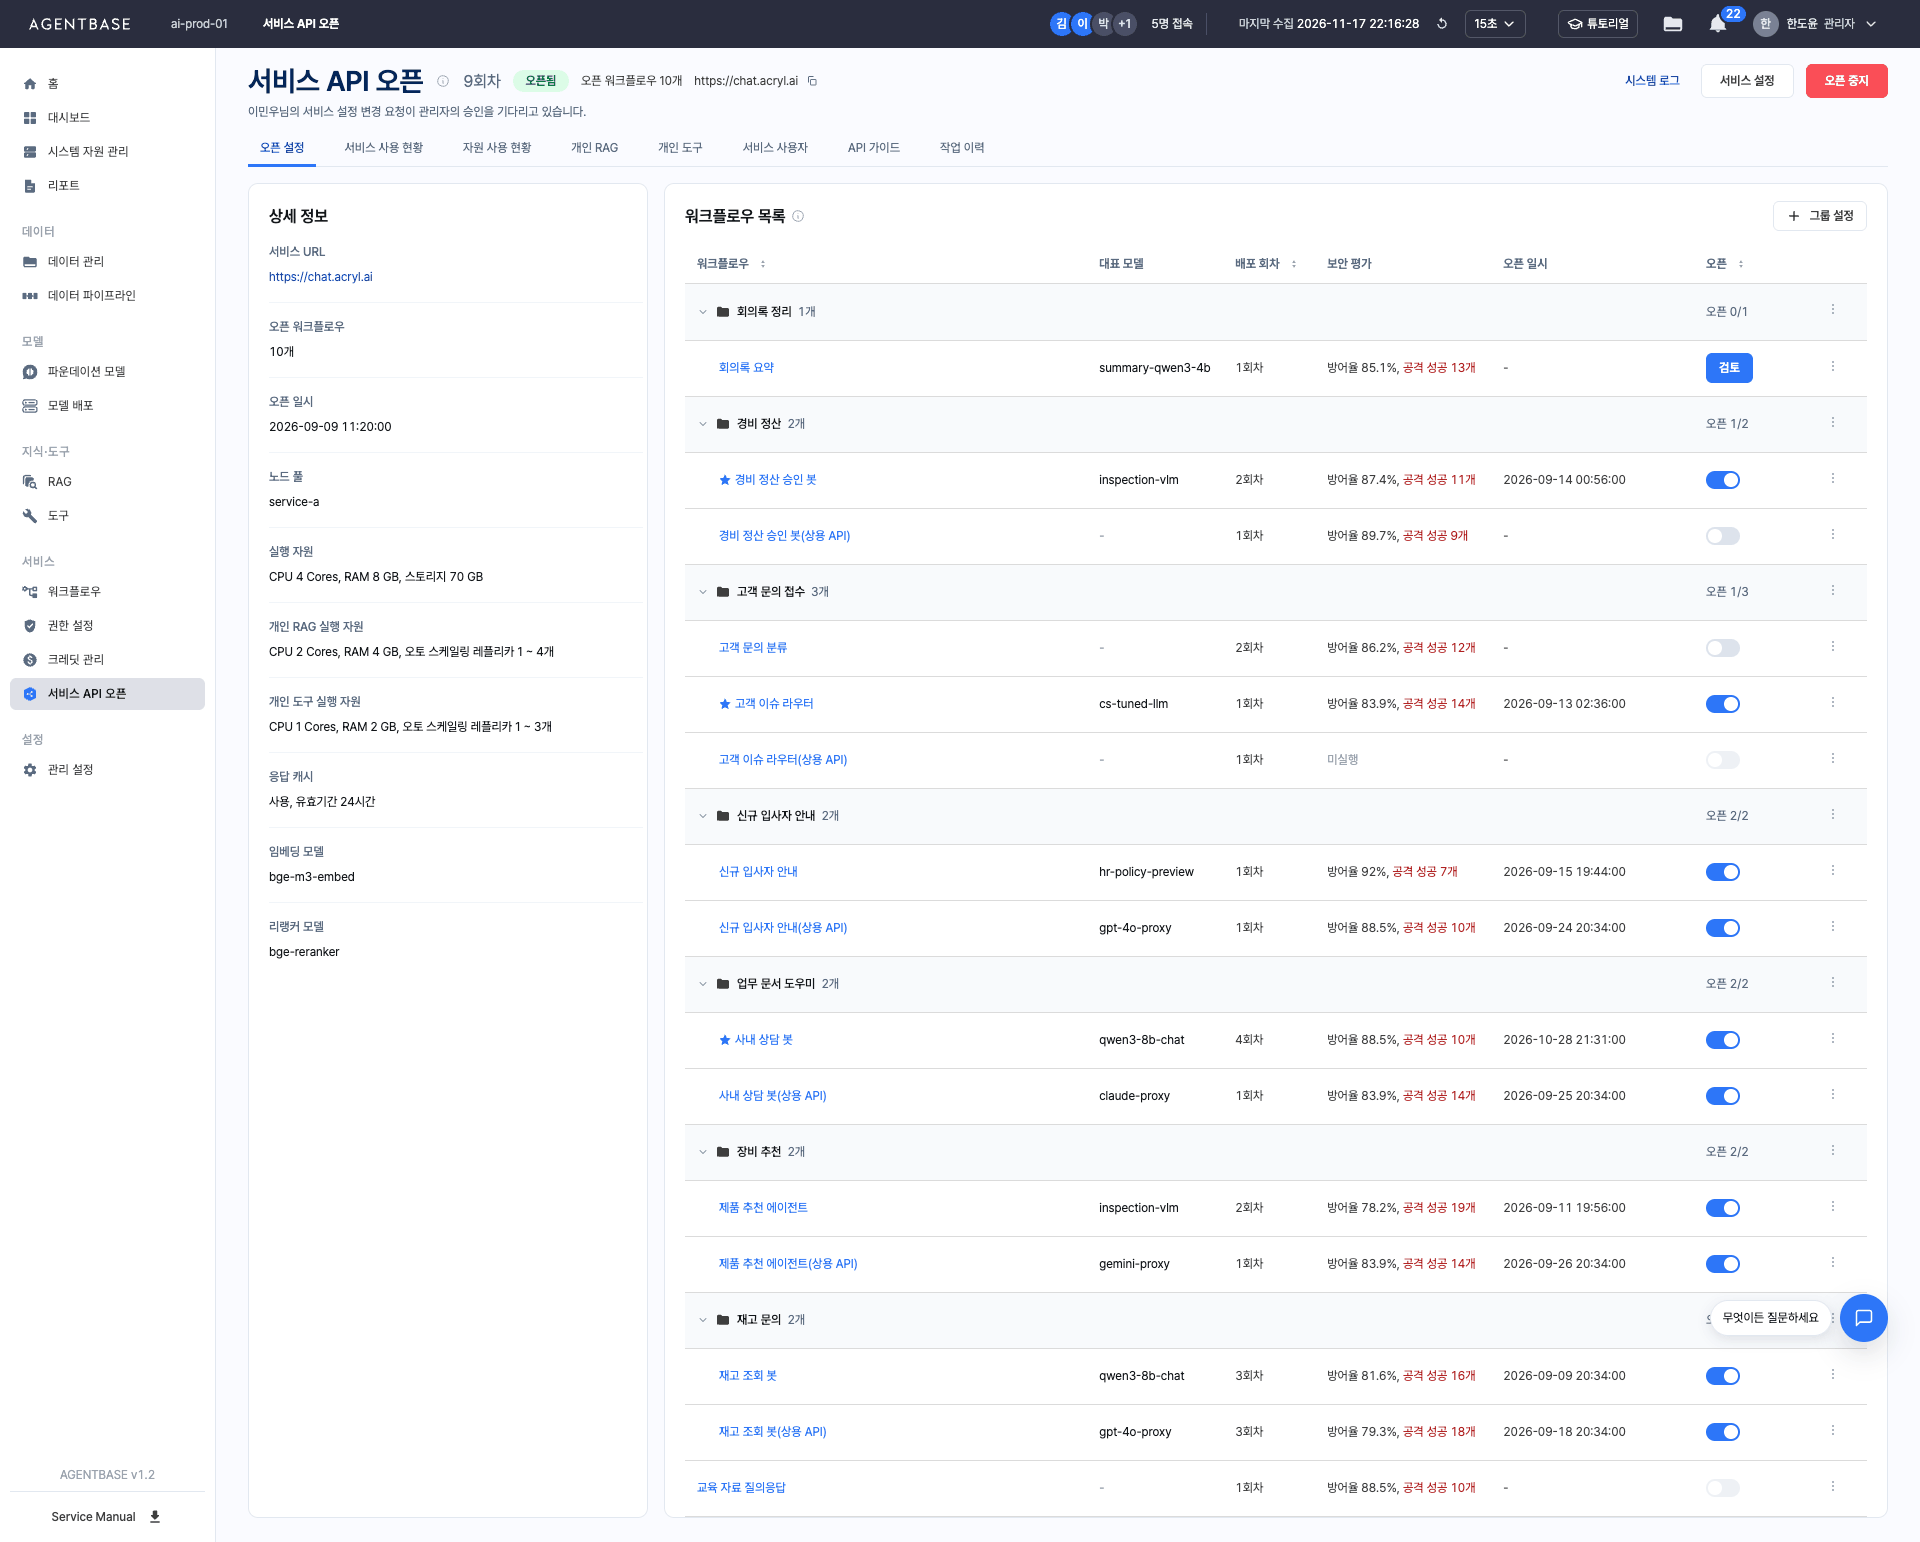 AGENTBASE
ai-prod-01
서비스 API 오픈
김 이 박 +1 5명 접속
마지막 수집 2026-11-17 22:16:28
15초
튜토리얼
22
한 한도윤 관리자
홈
대시보드
시스템 자원 관리
리포트
데이터
데이터 관리
데이터 파이프라인
모델
파운데이션 모델
모델 배포
지식·도구
RAG
도구
서비스
워크플로우
권한 설정
크레딧 관리
서비스 API 오픈
설정
관리 설정
AGENTBASE v1.2
Service Manual
서비스 API 오픈 9회차 오픈됨 오픈 워크플로우 10개 https://chat.acryl.ai
시스템 로그 서비스 설정 오픈 중지
이민우님의 서비스 설정 변경 요청이 관리자의 승인을 기다리고 있습니다.
오픈 설정 서비스 사용 현황 자원 사용 현황 개인 RAG 개인 도구 서비스 사용자 API 가이드 작업 이력
상세 정보
서비스 URL
https://chat.acryl.ai
오픈 워크플로우
10개
오픈 일시
2026-09-09 11:20:00
노드 풀
service-a
실행 자원
CPU 4 Cores, RAM 8 GB, 스토리지 70 GB
개인 RAG 실행 자원
CPU 2 Cores, RAM 4 GB, 오토 스케일링 레플리카 1 ~ 4개
개인 도구 실행 자원
CPU 1 Cores, RAM 2 GB, 오토 스케일링 레플리카 1 ~ 3개
응답 캐시
사용, 유효기간 24시간
임베딩 모델
bge-m3-embed
리랭커 모델
bge-reranker
워크플로우 목록
그룹 설정
워크플로우 대표 모델 배포 회차 보안 평가 오픈 일시 오픈
회의록 정리 1개 오픈 0/1
회의록 요약 summary-qwen3-4b 1회차 방어율 85.1%, 공격 성공 13개 - 검토
경비 정산 2개 오픈 1/2
경비 정산 승인 봇 inspection-vlm 2회차 방어율 87.4%, 공격 성공 11개 2026-09-14 00:56:00
경비 정산 승인 봇(상용 API) - 1회차 방어율 89.7%, 공격 성공 9개 -
고객 문의 접수 3개 오픈 1/3
고객 문의 분류 - 2회차 방어율 86.2%, 공격 성공 12개 -
고객 이슈 라우터 cs-tuned-llm 1회차 방어율 83.9%, 공격 성공 14개 2026-09-13 02:36:00
고객 이슈 라우터(상용 API) - 1회차 미실행 -
신규 입사자 안내 2개 오픈 2/2
신규 입사자 안내 hr-policy-preview 1회차 방어율 92%, 공격 성공 7개 2026-09-15 19:44:00
신규 입사자 안내(상용 API) gpt-4o-proxy 1회차 방어율 88.5%, 공격 성공 10개 2026-09-24 20:34:00
업무 문서 도우미 2개 오픈 2/2
사내 상담 봇 qwen3-8b-chat 4회차 방어율 88.5%, 공격 성공 10개 2026-10-28 21:31:00
사내 상담 봇(상용 API) claude-proxy 1회차 방어율 83.9%, 공격 성공 14개 2026-09-25 20:34:00
장비 추천 2개 오픈 2/2
제품 추천 에이전트 inspection-vlm 2회차 방어율 78.2%, 공격 성공 19개 2026-09-11 19:56:00
제품 추천 에이전트(상용 API) gemini-proxy 1회차 방어율 83.9%, 공격 성공 14개 2026-09-26 20:34:00
재고 문의 2개
무엇이든 질문하세요
재고 조회 봇 qwen3-8b-chat 3회차 방어율 81.6%, 공격 성공 16개 2026-09-09 20:34:00
재고 조회 봇(상용 API) gpt-4o-proxy 3회차 방어율 79.3%, 공격 성공 18개 2026-09-18 20:34:00
교육 자료 질의응답 - 1회차 방어율 88.5%, 공격 성공 10개 -